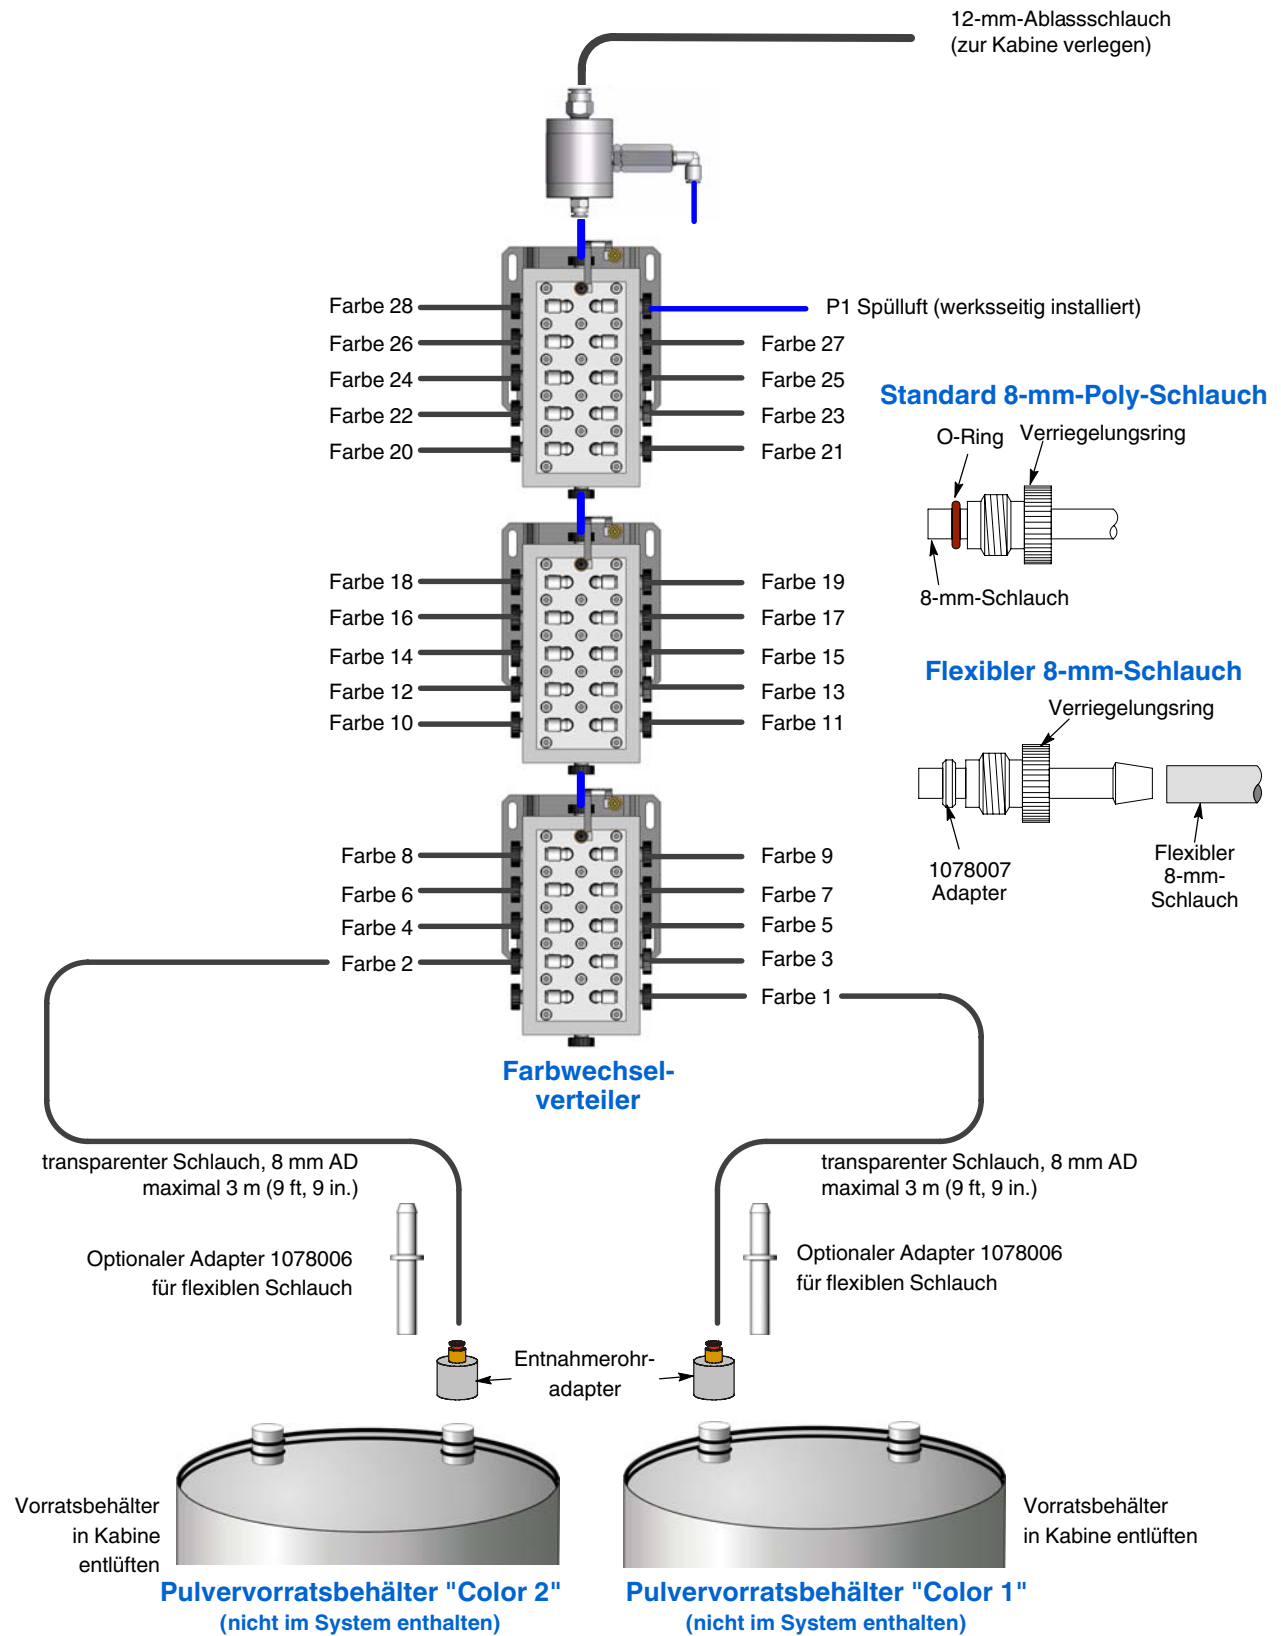 12-mm-Ablassschlauch
(zur Kabine verlegen)
Farbe 28
P1 Spülluft (werksseitig installiert)
Farbe 26
Farbe 27
Farbe 24
Farbe 25
Farbe 22
Farbe 23
Farbe 20
Farbe 21
Standard 8-mm-Poly-Schlauch
O-Ring
Verriegelungsring
8-mm-Schlauch
Farbe 18
Farbe 19
Farbe 16
Farbe 17
Farbe 14
Farbe 15
Farbe 12
Farbe 13
Farbe 10
Farbe 11
Flexibler 8-mm-Schlauch
Verriegelungsring
1078007
Adapter
Flexibler
8-mm-
Schlauch
Farbe 8
Farbe 9
Farbe 6
Farbe 7
Farbe 4
Farbe 5
Farbe 2
Farbe 3
Farbe 1
Farbwechsel-
verteiler
transparenter Schlauch, 8 mm AD
maximal 3 m (9 ft, 9 in.)
transparenter Schlauch, 8 mm AD
maximal 3 m (9 ft, 9 in.)
Optionaler Adapter 1078006
für flexiblen Schlauch
Optionaler Adapter 1078006
für flexiblen Schlauch
Entnahmerohr-
adapter
Vorratsbehälter
in Kabine
entlüften
Vorratsbehälter
in Kabine entlüften
Pulvervorratsbehälter "Color 2"
(nicht im System enthalten)
Pulvervorratsbehälter "Color 1"
(nicht im System enthalten)